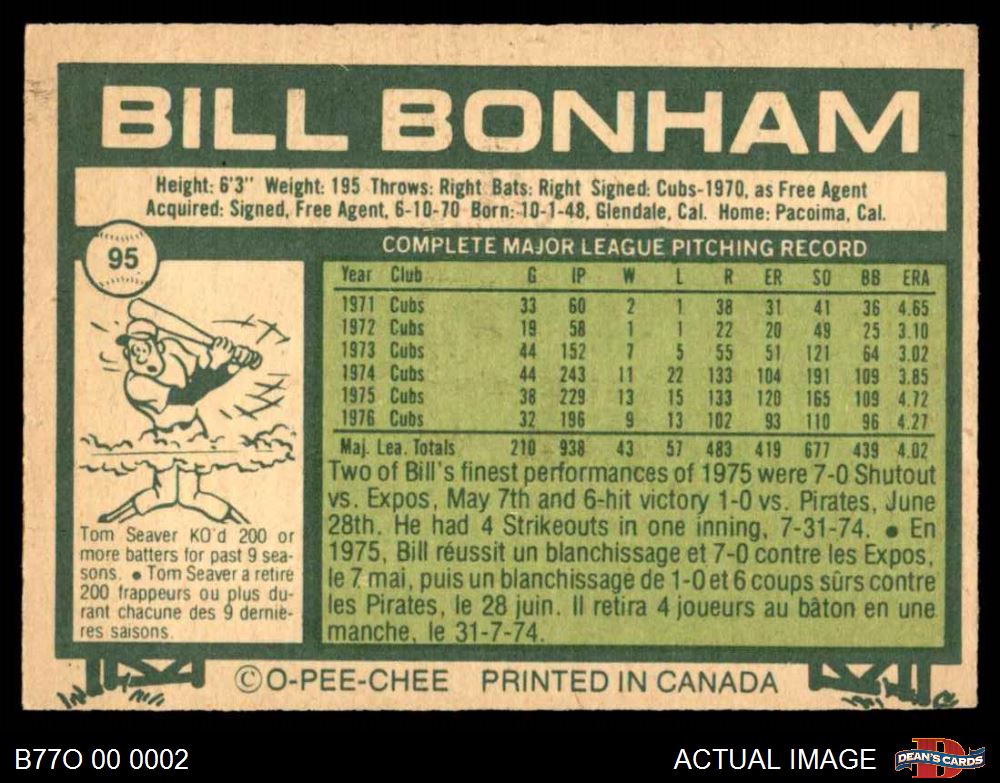 BILL BONHAM
Height: 6'3" Weight: 195 Throws: Right Bats: Right Signed: Cubs-1970, as Free Agent
Acquired: Signed, Free Agent, 6-10-70 Born: 10-1-48, Glendale, Cal. Home: Pacoima, Cal.
95
COMPLETE MAJOR LEAGUE PITCHING RECORD
Year Club G IP W L R ER SO BB ERA
1971 Cubs 33 60 2 1 38 31 41 36 4.65
1972 Cubs 19 58 1 1 22 20 49 25 3.10
1973 Cubs 44 152 7 5 55 51 121 64 3.02
1974 Cubs 44 243 11 22 133 104 191 109 3.85
1975 Cubs 38 229 13 15 133 120 165 109 4.72
1976 Cubs 32 196 9 13 102 93 110 96 4.27
Maj. Lea. Totals 210 938 43 57 483 419 677 439 4.02
Two of Bill's finest performances of 1975 were 7-0 Shutout
vs. Expos, May 7th and 6-hit victory 1-0 vs. Pirates, June
28th. He had 4 Strikeouts in one inning, 7-31-74. ● En
1975, Bill réussit un blanchissage et 7-0 contre les Expos,
le 7 mai, puis un blanchissage de 1-0 et 6 coups sûrs contre
les Pirates, le 28 juin. Il retira 4 joueurs au bâton en une
manche, le 31-7-74.
Tom Seaver KO'd 200 or
more batters for past 9 sea-
sons. ● Tom Seaver a retiré
200 frappeurs ou plus du-
rant chacune des 9 derniè-
res saisons.
©O-PEE-CHEE PRINTED IN CANADA
B77O 00 0002
ACTUAL IMAGE
D
DEAN'S CARDS